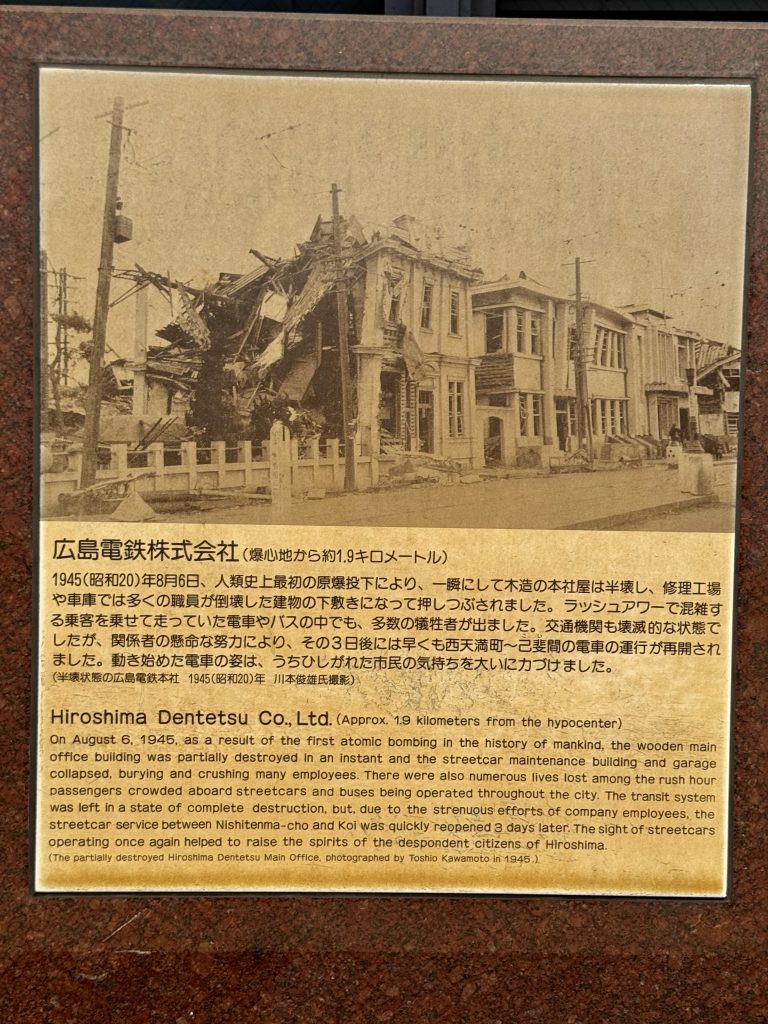 広島電鉄株式会社(爆心地から約1.9キロメートル)
1945(昭和20)年8月6日、人類史上最初の原爆投下により、一瞬にして木造の本社屋は半壊し、修理工場
や車庫では多くの職員が倒壊した建物の下敷きになって押しつぶされました。ラッシュアワーで混雑す
る乗客を乗せて走っていた電車やバスの中でも、多数の犠牲者が出ました。交通機関も壊滅的な状態で
したが、関係者の懸命な努力により、その3日後には早くも西天満町〜己斐間の電車の運行が再開され
ました。動き始めた電車の姿は、うちひしがれた市民の気持ちを大いに力づけました。
(半壊状態の広島電鉄本社 1945(昭和20)年 川本俊雄氏撮影)
Hiroshima Dentetsu Co., Ltd. (Approx. 1.9 kilometers from the hypocenter)
On August 6, 1945, as a result of the first atomic bombing in the history of mankind, the wooden main
office building was partially destroyed in an instant and the streetcar maintenance building and garage
collapsed, burying and crushing many employees. There were also numerous lives lost among the rush hour
passengers crowded aboard streetcars and buses being operated throughout the city. The transit system
was left in a state of complete destruction, but, due to the strenuous efforts of company employees, the
streetcar service between Nishitenma-cho and Koi was quickly reopened 3 days later. The sight of streetcars
operating once again helped to raise the spirits of the despondent citizens of Hiroshima.
(The partially destroyed Hiroshima Dentetsu Main Office, photographed by Toshio Kawamoto in 1945.)